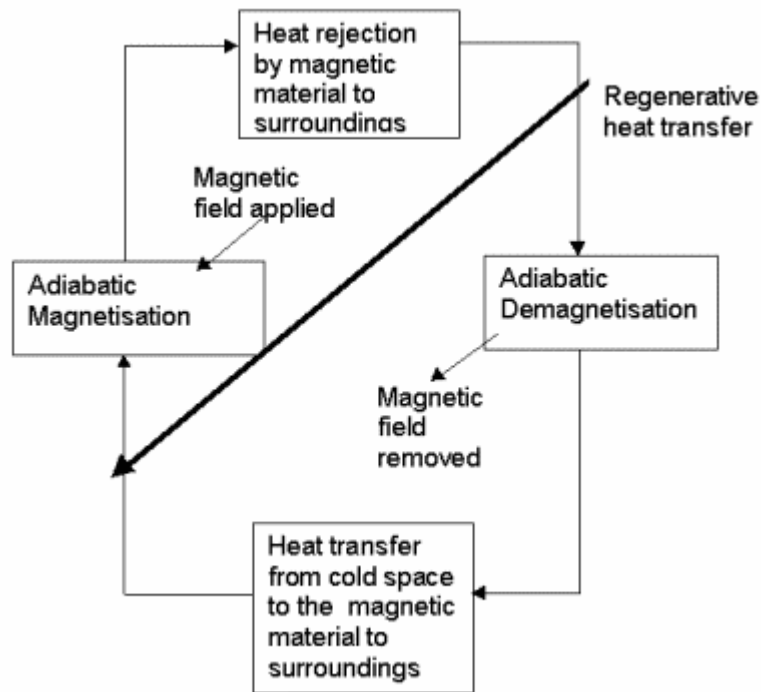 Heat rejection
by magnetic
material to
surroundings
Regenerative
heat transfer
Magnetic
field applied
Adiabatic
Magnetisation
Adiabatic
Demagnetisation
Magnetic
field
removed
Heat transfer
from cold space
to the magnetic
material to
surroundings